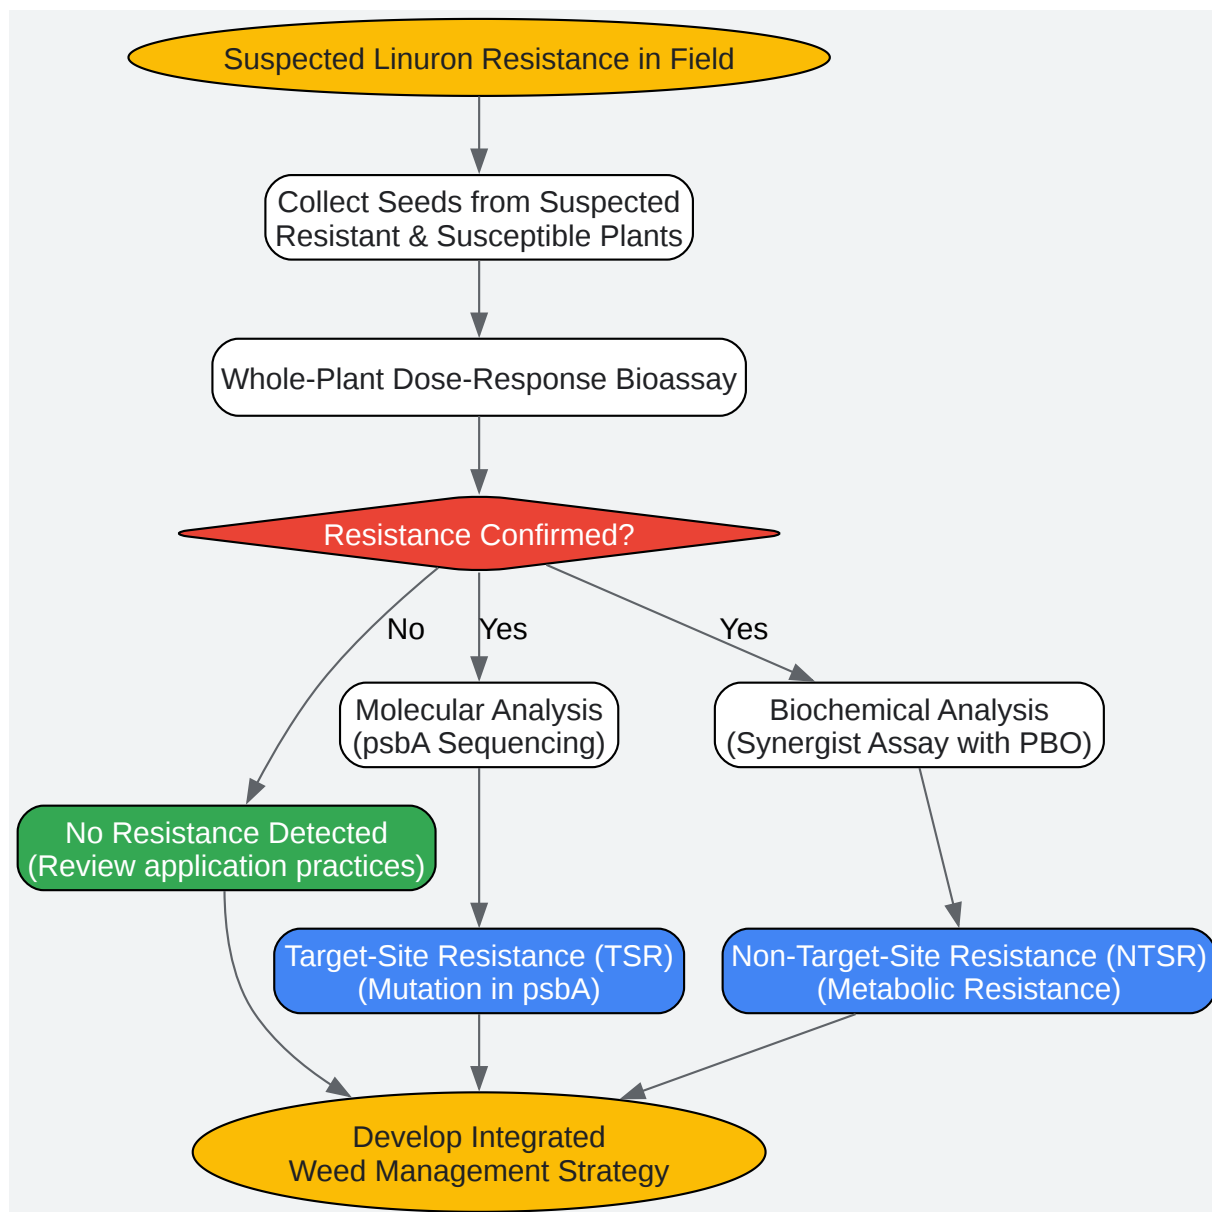 Suspected Linuron Resistance in Field
Collect Seeds from Suspected
Resistant & Susceptible Plants
Whole-Plant Dose-Response Bioassay
Resistance Confirmed?
No
Yes
Yes
Molecular Analysis
(psbA Sequencing)
Biochemical Analysis
(Synergist Assay with PBO)
No Resistance Detected
(Review application practices)
Target-Site Resistance (TSR)
(Mutation in psbA)
Non-Target-Site Resistance (NTSR)
(Metabolic Resistance)
Develop Integrated
Weed Management Strategy